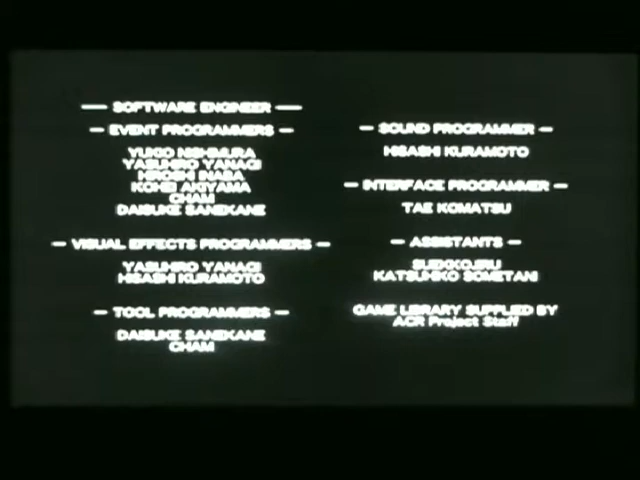 — SOFTWARE ENGINEER —
— EVENT PROGRAMMERS —
YUKIO NISHIMURA
YASUHIRO YANAGI
HIROSHI INABA
KOHEI AKIYAMA
CHAM
DAISUKE SANEKANE
— VISUAL EFFECTS PROGRAMMERS —
YASUHIRO YANAGI
HISASHI KURAMOTO
— TOOL PROGRAMMERS —
DAISUKE SANEKANE
CHAM
— SOUND PROGRAMMER —
HISASHI KURAMOTO
— INTERFACE PROGRAMMER —
TAE KOMATSU
— ASSISTANTS —
KATSUHIKO SOMETANI
GAME LIBRARY SUPPLIED BY
ACR Project Staff